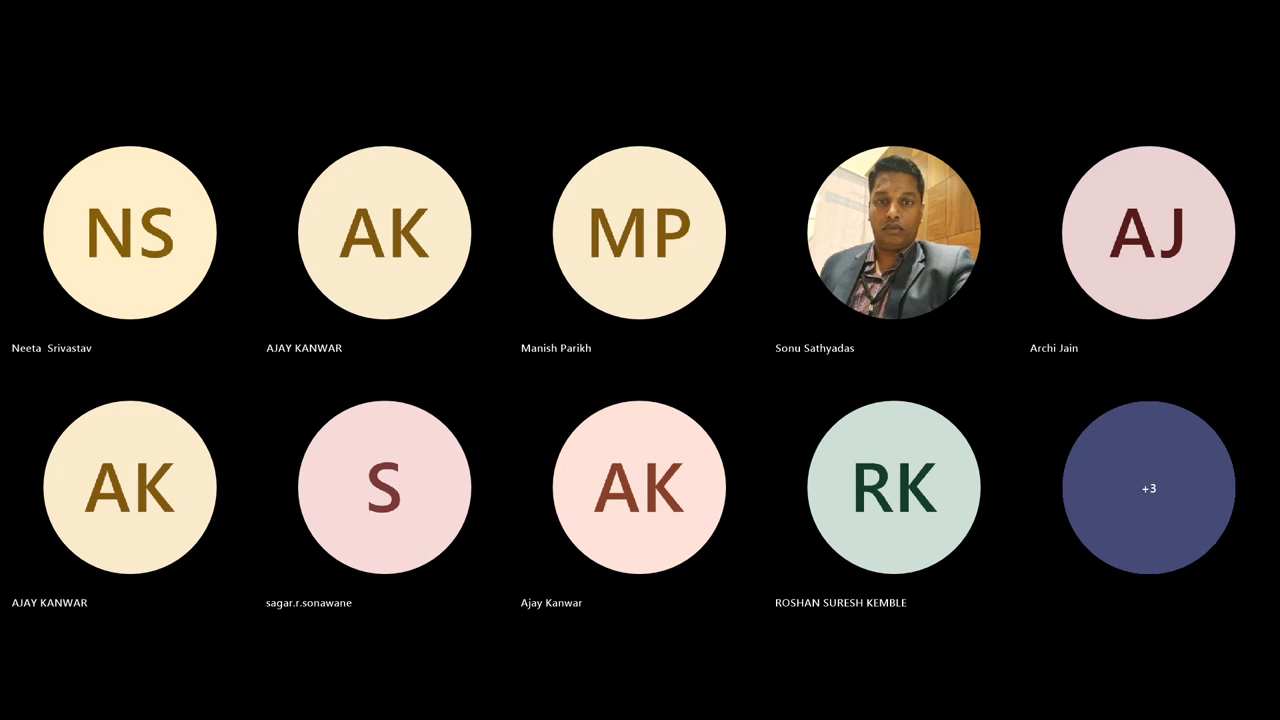 NS
AK
MP
AJ
Neeta  Srivastav
AJAY KANWAR
Manish Parikh
Sonu Sathyadas
Archi Jain
AK
S
AK
RK
+3
AJAY KANWAR
sagar.r.sonawane
Ajay Kanwar
ROSHAN SURESH KEMBLE